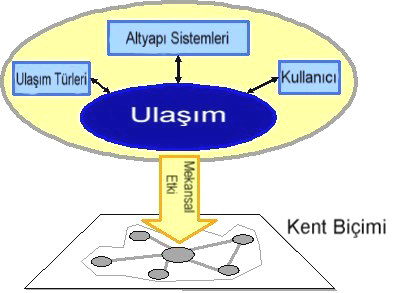 Altyapı Sistemleri
Ulaşım Türleri
Kullanıcı
Ulaşım
Mekansal
Etki
Kent Biçimi